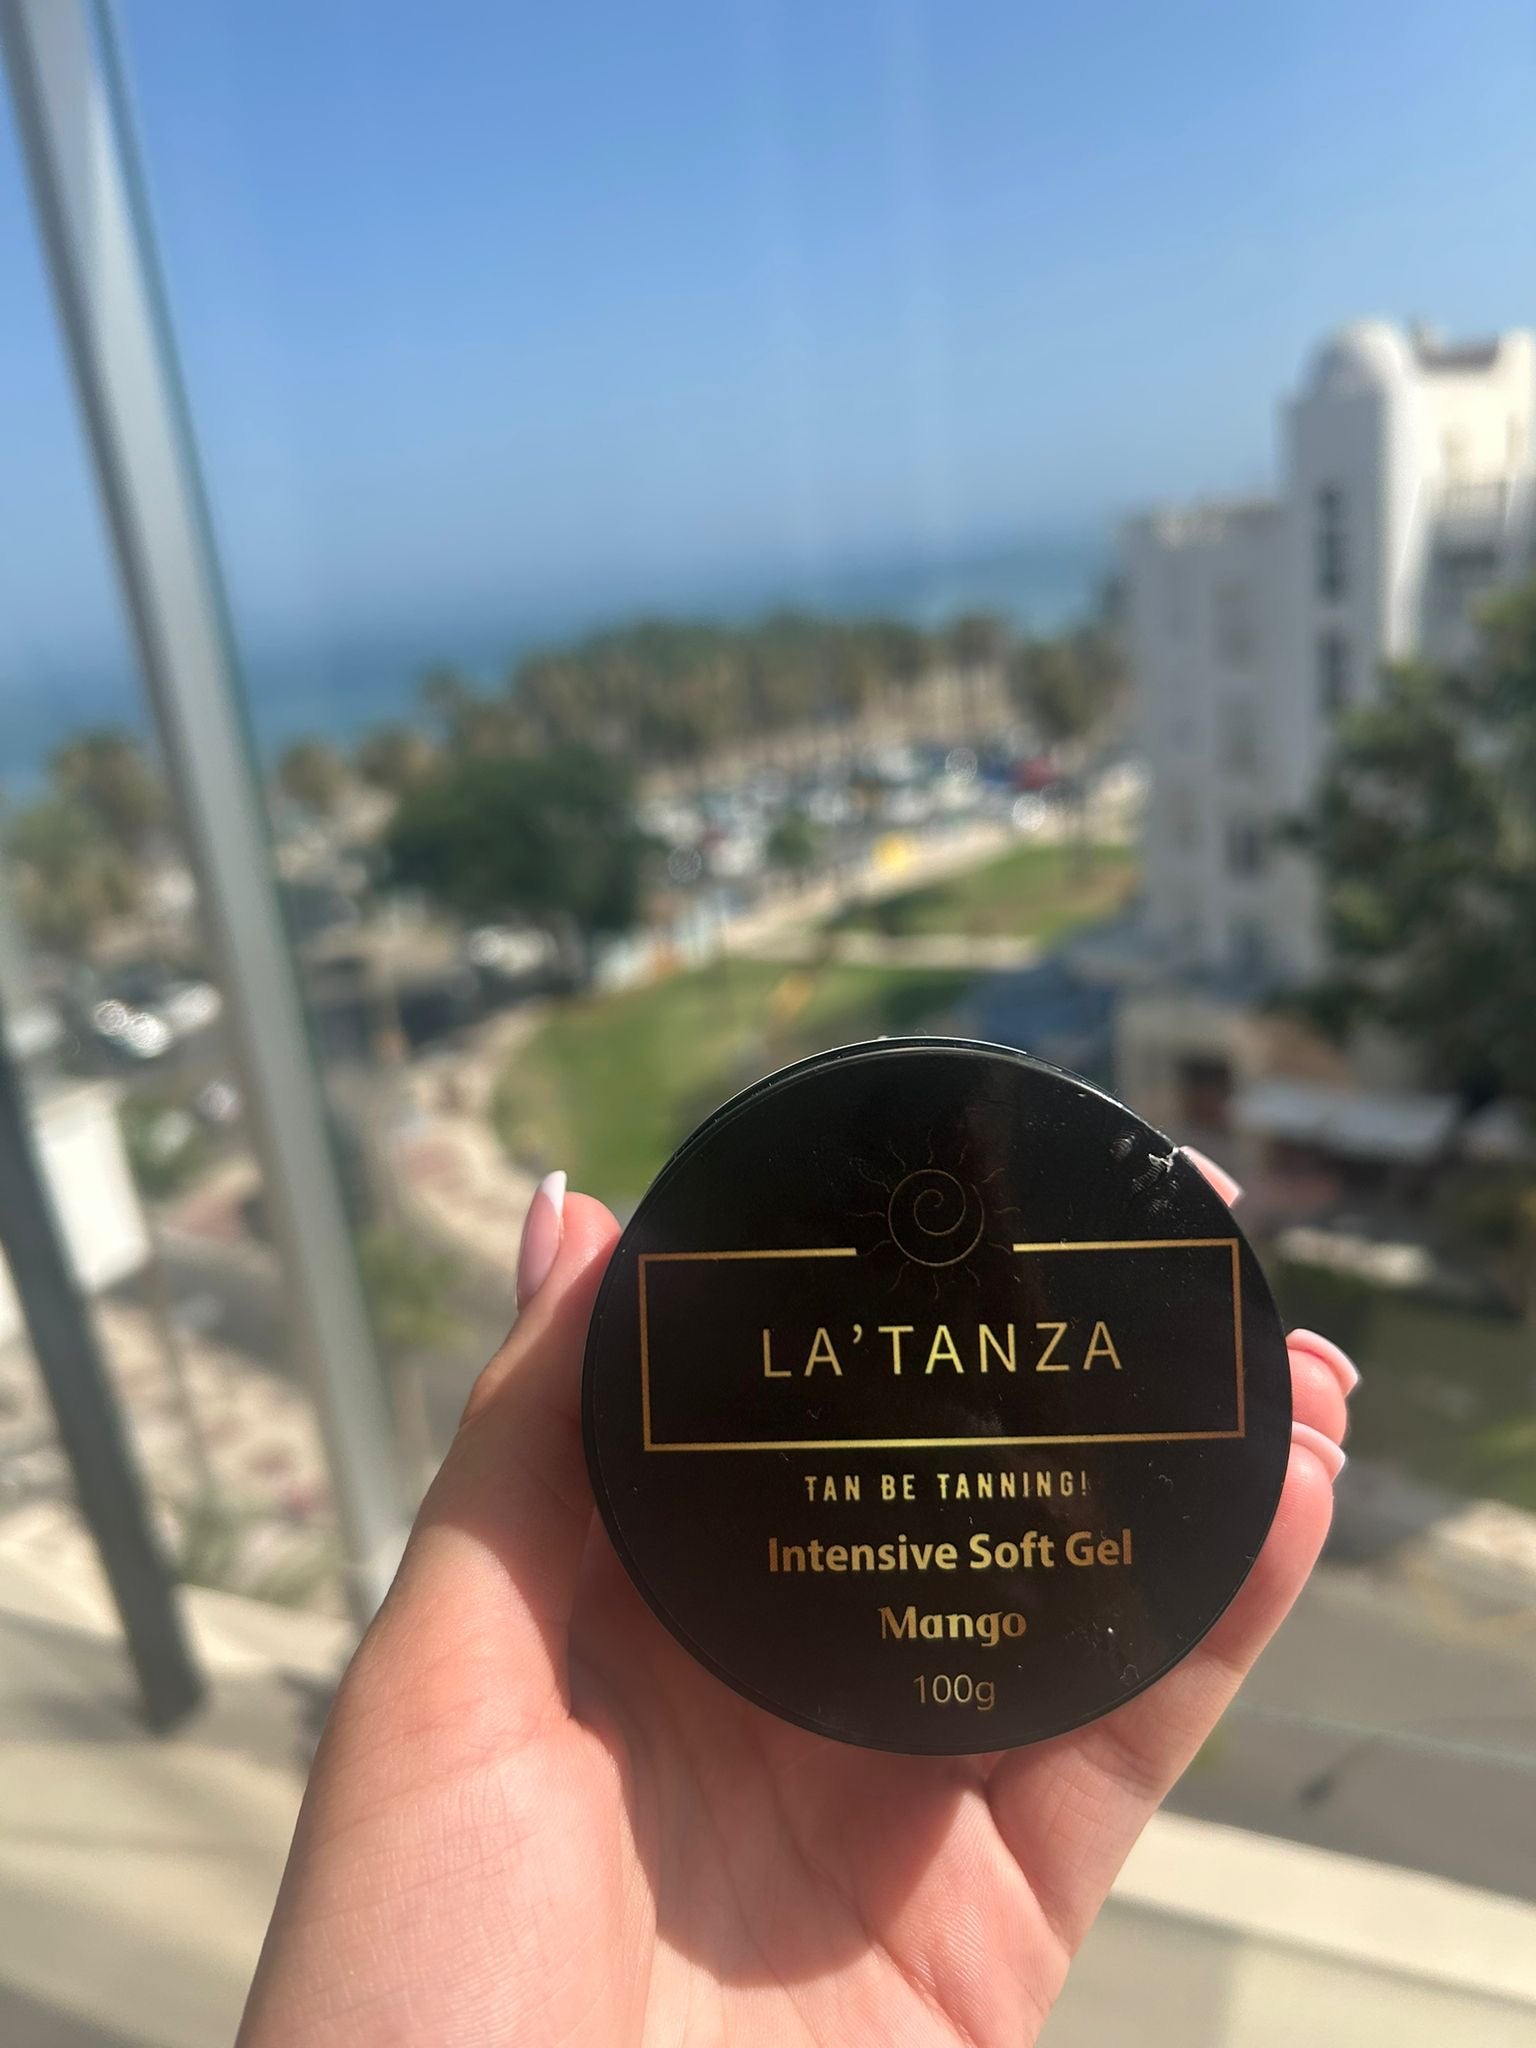 LA'TANZA
TAN BE TANNING!
Intensive Soft Gel
Mango
100g